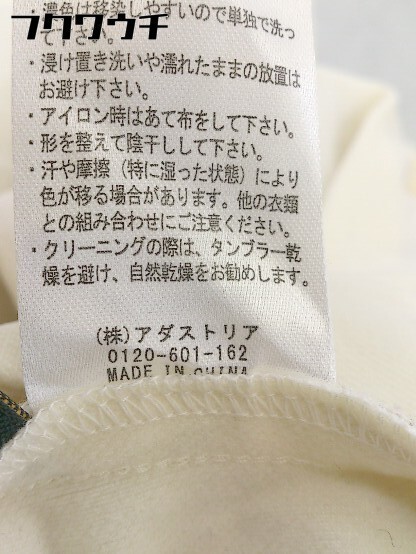 フクワウチ
・濃色は移染しやすいので単独で洗っ
て下さい。
・浸け置き洗いや濡れたままの放置は
お避け下さい。
・アイロン時はあて布をして下さい。
・形を整えて陰干しして下さい。
・汗や摩擦（特に湿った状態）により
色が移る場合があります。他の衣類
との組み合わせにご注意ください。
・クリーニングの際は、タンブラー乾
燥を避け、自然乾燥をお勧めします。
(株)アダストリア
0120-601-162
MADE IN CHINA